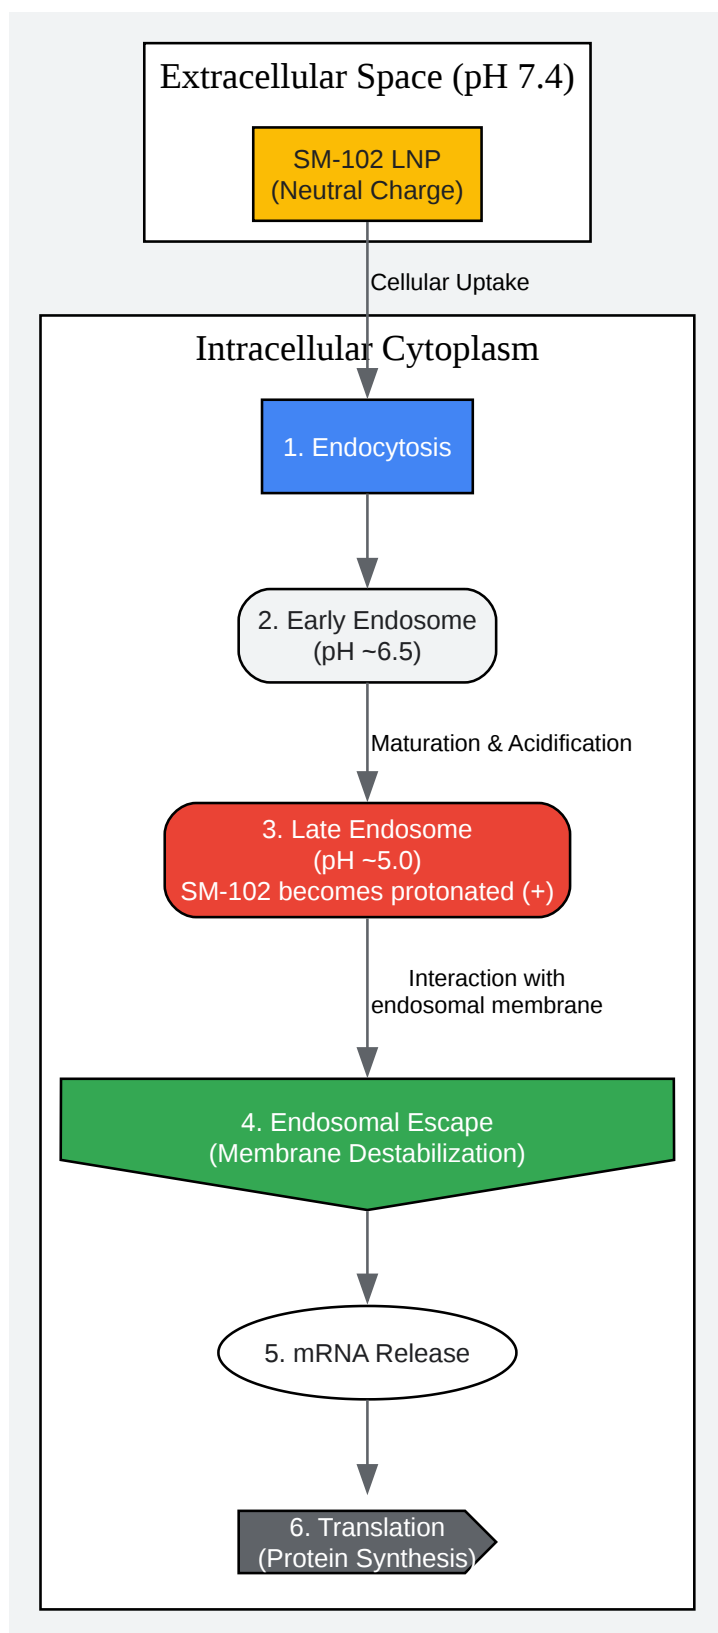 Extracellular Space (pH 7.4)
SM-102 LNP
(Neutral Charge)
Cellular Uptake
Intracellular Cytoplasm
1. Endocytosis
2. Early Endosome
(pH ~6.5)
Maturation & Acidification
3. Late Endosome
(pH ~5.0)
SM-102 becomes protonated (+)
Interaction with
endosomal membrane
4. Endosomal Escape
(Membrane Destabilization)
5. mRNA Release
6. Translation
(Protein Synthesis)